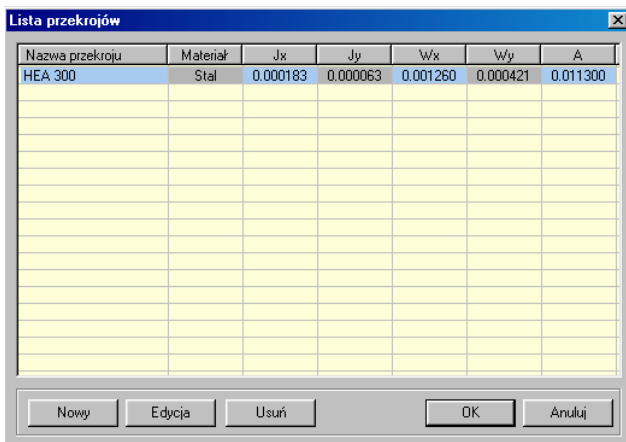 Lista przekrojów
Nazwa przekroju Materiał Jx Jy Wx Wy A
HEA 300 Stal 0.000183 0.000063 0.001260 0.000421 0.011300
Nowy Edycja Usuń OK Anuluj